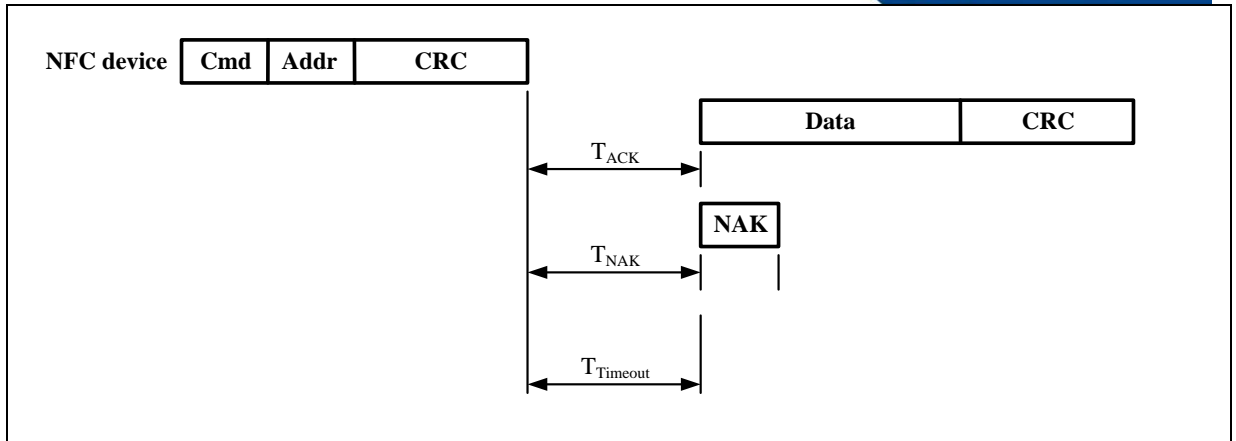 NFC device Cmd Addr CRC
Data CRC
TACK
NAK
TNAK
TTimeout